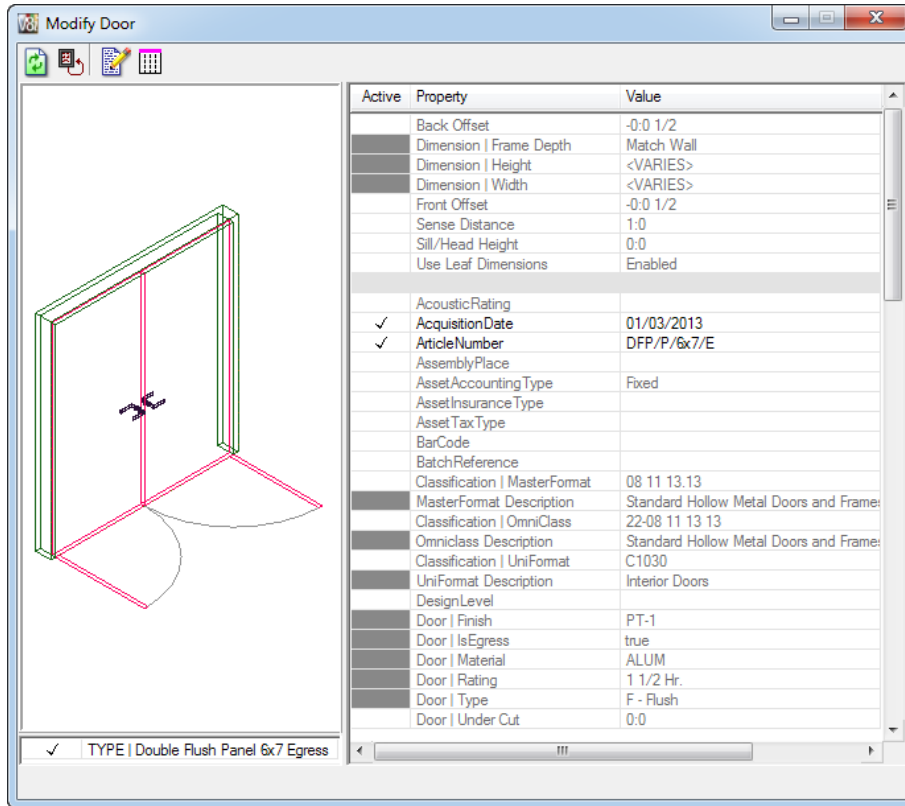 V8i Modify Door
Active Property Value
Back Offset -0:0 1/2
Dimension | Frame Depth Match Wall
Dimension | Height <VARIES>
Dimension | Width <VARIES>
Front Offset -0:0 1/2
Sense Distance 1:0
Sill/Head Height 0:0
Use Leaf Dimensions Enabled
AcousticRating
✓ AcquisitionDate 01/03/2013
✓ ArticleNumber DFP/P/6x7/E
AssemblyPlace
AssetAccountingType Fixed
AssetInsuranceType
AssetTaxType
BarCode
BatchReference
Classification | MasterFormat 08 11 13.13
MasterFormat Description Standard Hollow Metal Doors and Frames
Classification | OmniClass 22-08 11 13 13
Omniclass Description Standard Hollow Metal Doors and Frames
Classification | UniFormat C1030
UniFormat Description Interior Doors
DesignLevel
Door | Finish PT-1
Door | IsEgress true
Door | Material ALUM
Door | Rating 1 1/2 Hr.
Door | Type F - Flush
Door | Under Cut 0:0
✓ TYPE | Double Flush Panel 6x7 Egress